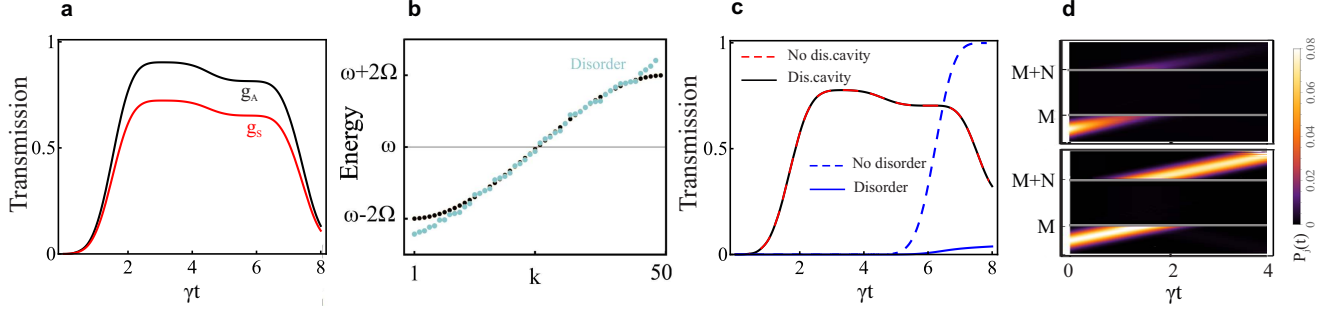 a
Transmission
1
0.5
0
2
4
6
8
γt
g_A
g_S
b
Energy
ω+2Ω
ω
ω-2Ω
Disorder
1
k
50
c
Transmission
1
0.5
0
2
4
6
8
γt
No dis.cavity
Dis.cavity
No disorder
Disorder
d
M+N
M
M+N
M
0
2
4
γt
0.08
0.06
0.04
0.02
0
P_j(t)